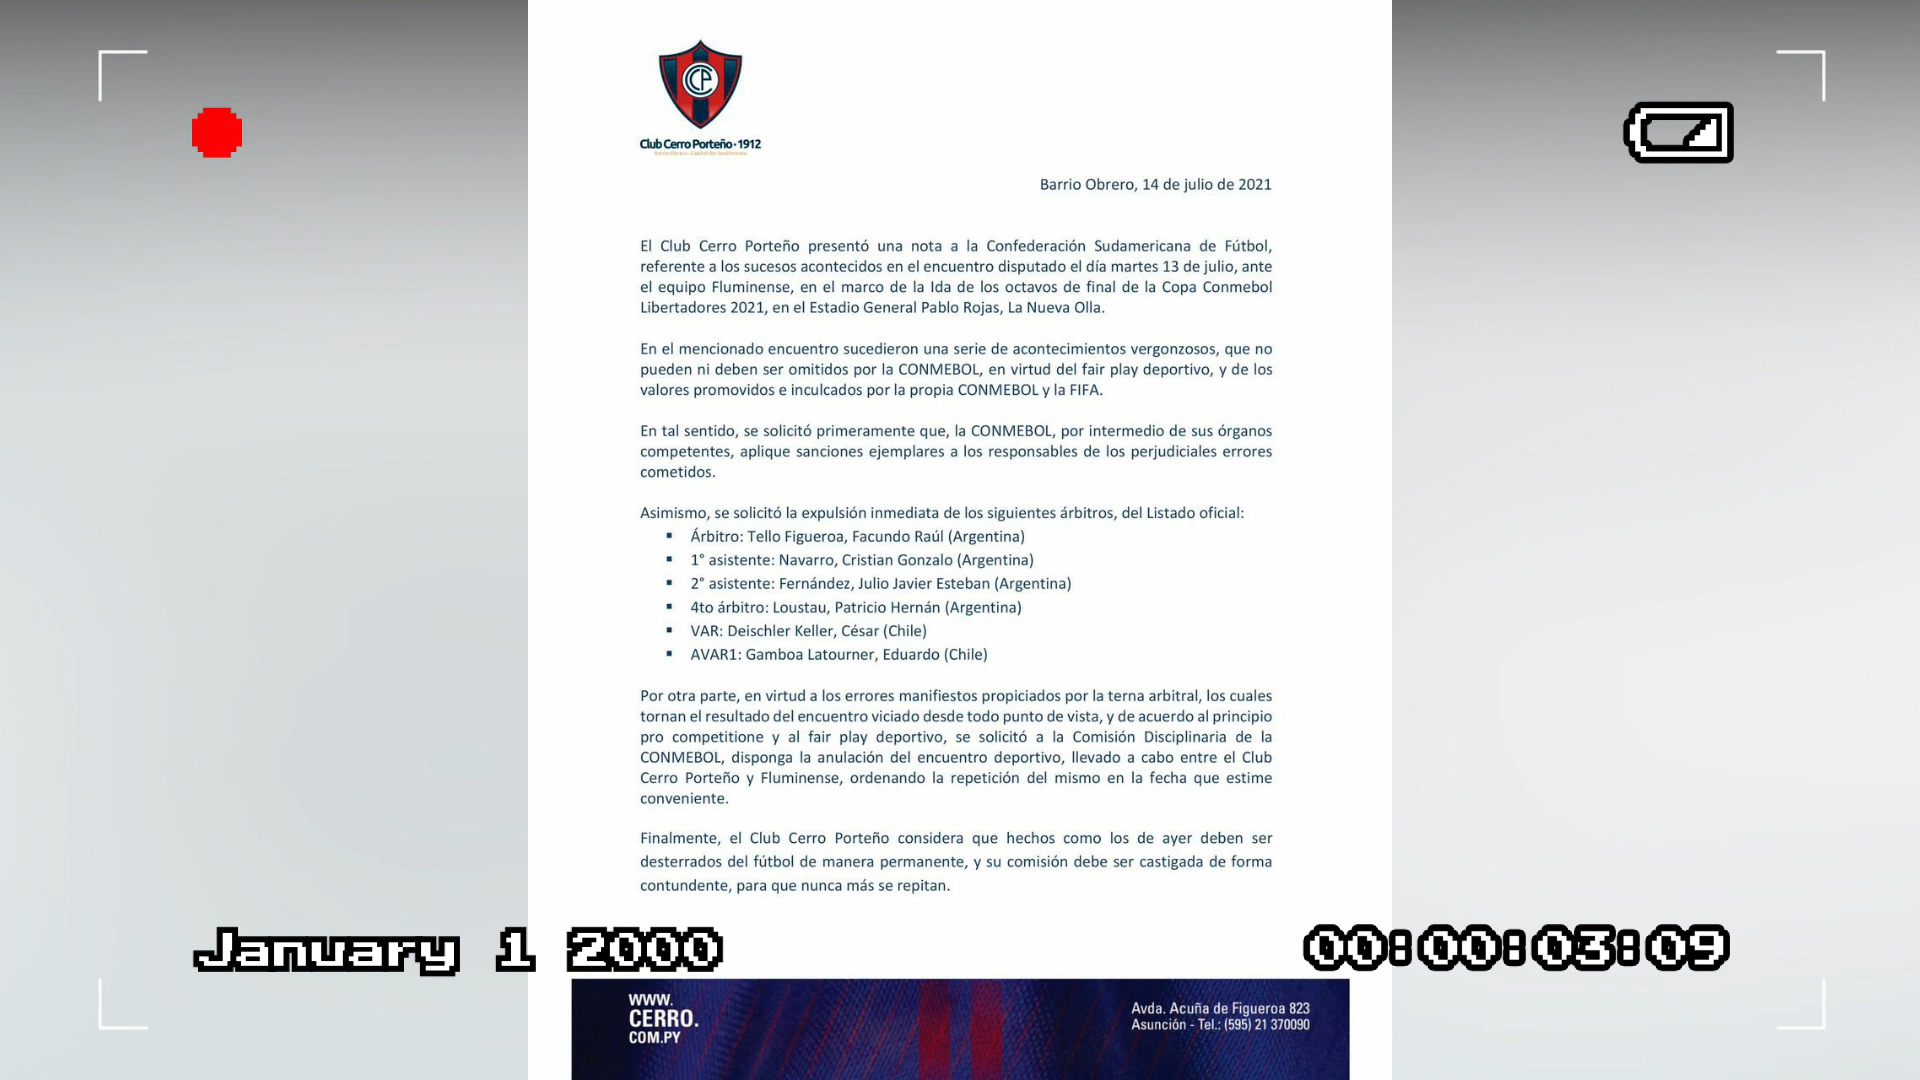 CCP
Club Cerro Porteño · 1912
Barrio Obrero, 14 de julio de 2021
El Club Cerro Porteño presentó una nota a la Confederación Sudamericana de Fútbol,
referente a los sucesos acontecidos en el encuentro disputado el día martes 13 de julio, ante
el equipo Fluminense, en el marco de la Ida de los octavos de final de la Copa Conmebol
Libertadores 2021, en el Estadio General Pablo Rojas, La Nueva Olla.
En el mencionado encuentro sucedieron una serie de acontecimientos vergonzosos, que no
pueden ni deben ser omitidos por la CONMEBOL, en virtud del fair play deportivo, y de los
valores promovidos e inculcados por la propia CONMEBOL y la FIFA.
En tal sentido, se solicitó primeramente que, la CONMEBOL, por intermedio de sus órganos
competentes, aplique sanciones ejemplares a los responsables de los perjudiciales errores
cometidos.
Asimismo, se solicitó la expulsión inmediata de los siguientes árbitros, del Listado oficial:
▪ Árbitro: Tello Figueroa, Facundo Raúl (Argentina)
▪ 1° asistente: Navarro, Cristian Gonzalo (Argentina)
▪ 2° asistente: Fernández, Julio Javier Esteban (Argentina)
▪ 4to árbitro: Loustau, Patricio Hernán (Argentina)
▪ VAR: Deischler Keller, César (Chile)
▪ AVAR1: Gamboa Latourner, Eduardo (Chile)
Por otra parte, en virtud a los errores manifiestos propiciados por la terna arbitral, los cuales
tornan el resultado del encuentro viciado desde todo punto de vista, y de acuerdo al principio
pro competitione y al fair play deportivo, se solicitó a la Comisión Disciplinaria de la
CONMEBOL, disponga la anulación del encuentro deportivo, llevado a cabo entre el Club
Cerro Porteño y Fluminense, ordenando la repetición del mismo en la fecha que estime
conveniente.
Finalmente, el Club Cerro Porteño considera que hechos como los de ayer deben ser
desterrados del fútbol de manera permanente, y su comisión debe ser castigada de forma
contundente, para que nunca más se repitan.
January 1 2000
00:00:03:09
WWW.
CERRO.
COM.PY
Avda. Acuña de Figueroa 823
Asunción - Tel.: (595) 21 370090